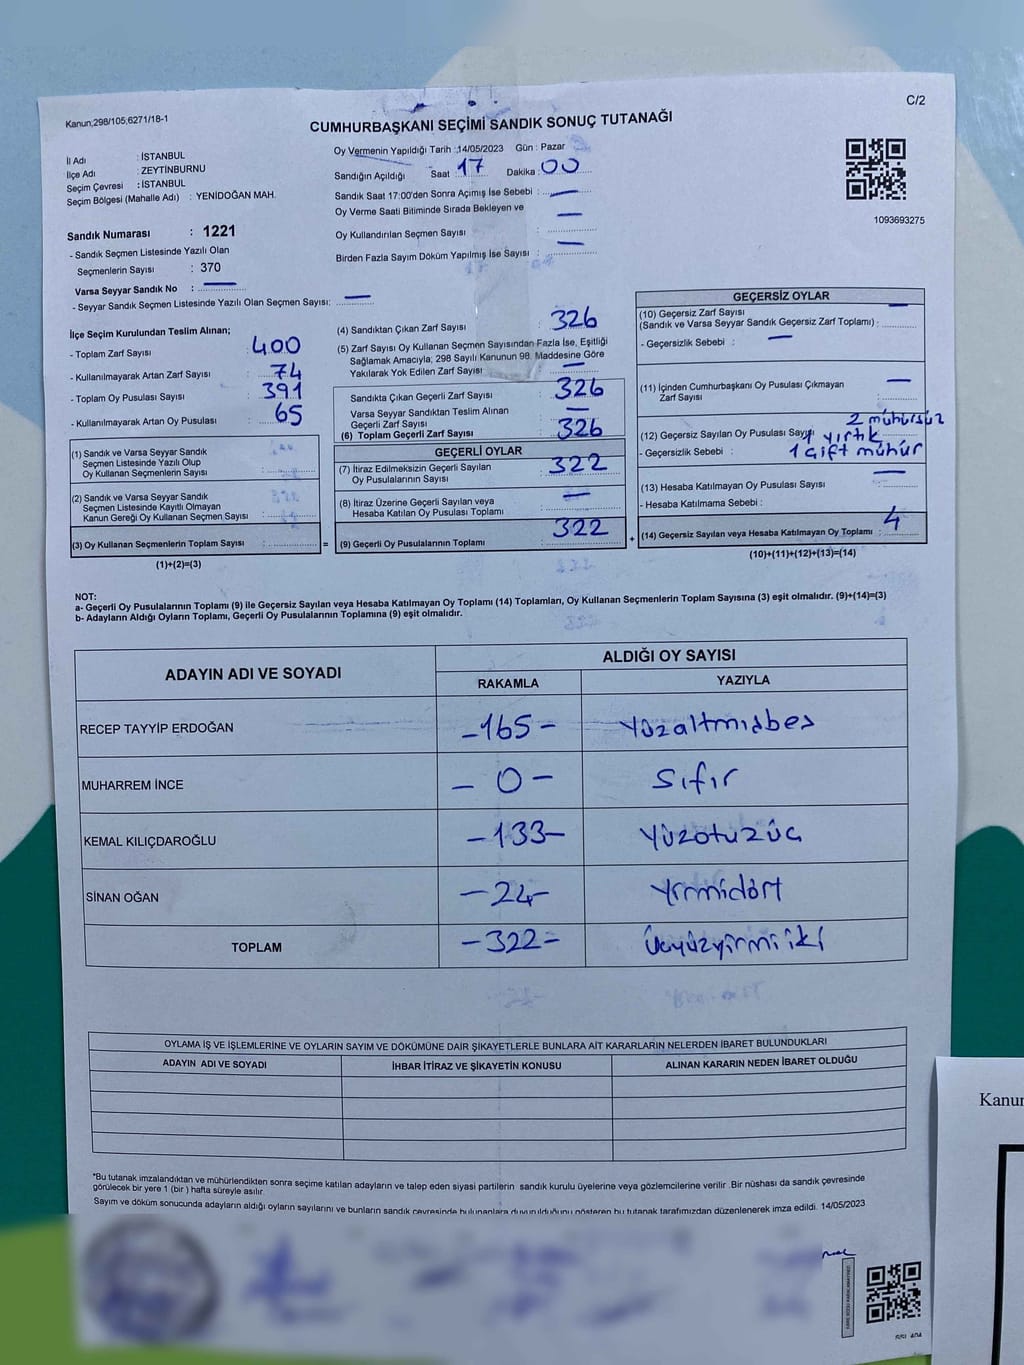 C/2
Kanun;298/105,6271/18-1
CUMHURBAŞKANI SEÇİMİ SANDIK SONUÇ TUTANAĞI
İl Adı : İSTANBUL
İlçe Adı : ZEYTİNBURNU
Seçim Çevresi : İSTANBUL
Seçim Bölgesi (Mahalle Adı) : YENİDOĞAN MAH.
Oy Vermenin Yapıldığı Tarih :14/05/2023 Gün : Pazar
Sandığın Açıldığı Saat : 17 Dakika : 00
Sandık Saat 17:00'den Sonra Açımış İse Sebebi : —
Oy Verme Saati Bitiminde Sırada Bekleyen ve —
Oy Kullandırılan Seçmen Sayısı :
Birden Fazla Sayım Döküm Yapılmış İse Sayısı : —
1093693275
Sandık Numarası : 1221
- Sandık Seçmen Listesinde Yazılı Olan
Seçmenlerin Sayısı : 370
Varsa Seyyar Sandık No : —
- Seyyar Sandık Seçmen Listesinde Yazılı Olan Seçmen Sayısı: —
İlçe Seçim Kurulundan Teslim Alınan;
- Toplam Zarf Sayısı : 400
- Kullanılmayarak Artan Zarf Sayısı : 74
- Toplam Oy Pusulası Sayısı : 391
- Kullanılmayarak Artan Oy Pusulası : 65
(1) Sandık ve Varsa Seyyar Sandık
Seçmen Listesinde Yazılı Olup
Oy Kullanan Seçmenlerin Sayısı :
(2) Sandık ve Varsa Seyyar Sandık
Seçmen Listesinde Kayıtlı Olmayan
Kanun Gereği Oy Kullanan Seçmen Sayısı :
(3) Oy Kullanan Seçmenlerin Toplam Sayısı : =
(1)+(2)=(3)
(4) Sandıktan Çıkan Zarf Sayısı : 326
(5) Zarf Sayısı Oy Kullanan Seçmen Sayısından Fazla İse, Eşitliği
Sağlamak Amacıyla; 298 Sayılı Kanunun 98. Maddesine Göre
Yakılarak Yok Edilen Zarf Sayısı : —
Sandıkta Çıkan Geçerli Zarf Sayısı : 326
Varsa Seyyar Sandıktan Teslim Alınan
Geçerli Zarf Sayısı : —
(6) Toplam Geçerli Zarf Sayısı : 326
GEÇERLİ OYLAR
(7) İtiraz Edilmeksizin Geçerli Sayılan 322
Oy Pusulalarının Sayısı :
(8) İtiraz Üzerine Geçerli Sayılan veya —
Hesaba Katılan Oy Pusulası Toplamı :
(9) Geçerli Oy Pusulalarının Toplamı : 322 +
GEÇERSİZ OYLAR
(10) Geçersiz Zarf Sayısı —
(Sandık ve Varsa Seyyar Sandık Geçersiz Zarf Toplamı) :
- Geçersizlik Sebebi : —
(11) İçinden Cumhurbaşkanı Oy Pusulası Çıkmayan —
Zarf Sayısı :
2 mühürsüz
(12) Geçersiz Sayılan Oy Pusulası Sayısı 1 yırtık
- Geçersizlik Sebebi : 1 çift mühür
(13) Hesaba Katılmayan Oy Pusulası Sayısı : —
- Hesaba Katılmama Sebebi :
(14) Geçersiz Sayılan veya Hesaba Katılmayan Oy Toplamı : 4
(10)+(11)+(12)+(13)=(14)
NOT:
a- Geçerli Oy Pusulalarının Toplamı (9) ile Geçersiz Sayılan veya Hesaba Katılmayan Oy Toplamı (14) Toplamları, Oy Kullanan Seçmenlerin Toplam Sayısına (3) eşit olmalıdır. (9)+(14)=(3)
b- Adayların Aldığı Oyların Toplamı, Geçerli Oy Pusulalarının Toplamına (9) eşit olmalıdır.
ADAYIN ADI VE SOYADI ALDIĞI OY SAYISI
RAKAMLA YAZIYLA
RECEP TAYYİP ERDOĞAN -165- Yüzaltmışbeş
MUHARREM İNCE -0- Sıfır
KEMAL KILIÇDAROĞLU -133- Yüzotuzüç
SİNAN OĞAN -24- Yirmidört
TOPLAM -322- Üçyüzyirmiiki
OYLAMA İŞ VE İŞLEMLERİNE VE OYLARIN SAYIM VE DÖKÜMÜNE DAİR ŞİKAYETLERLE BUNLARA AİT KARARLARIN NELERDEN İBARET BULUNDUKLARI
ADAYIN ADI VE SOYADI İHBAR İTİRAZ VE ŞİKAYETİN KONUSU ALINAN KARARIN NEDEN İBARET OLDUĞU
*Bu tutanak imzalandıktan ve mühürlendikten sonra seçime katılan adayların ve talep eden siyasi partilerin sandık kurulu üyelerine veya gözlemcilerine verilir .Bir nüshası da sandık çevresinde
görülecek bir yere 1 (bir ) hafta süreyle asılır.
Sayım ve döküm sonucunda adayların aldığı oyların sayılarını ve bunların sandık çevresinde bulunanlara duyurulduğunu gösteren bu tutanak tarafımızdan düzenlenerek imza edildi. 14/05/2023
Kanun